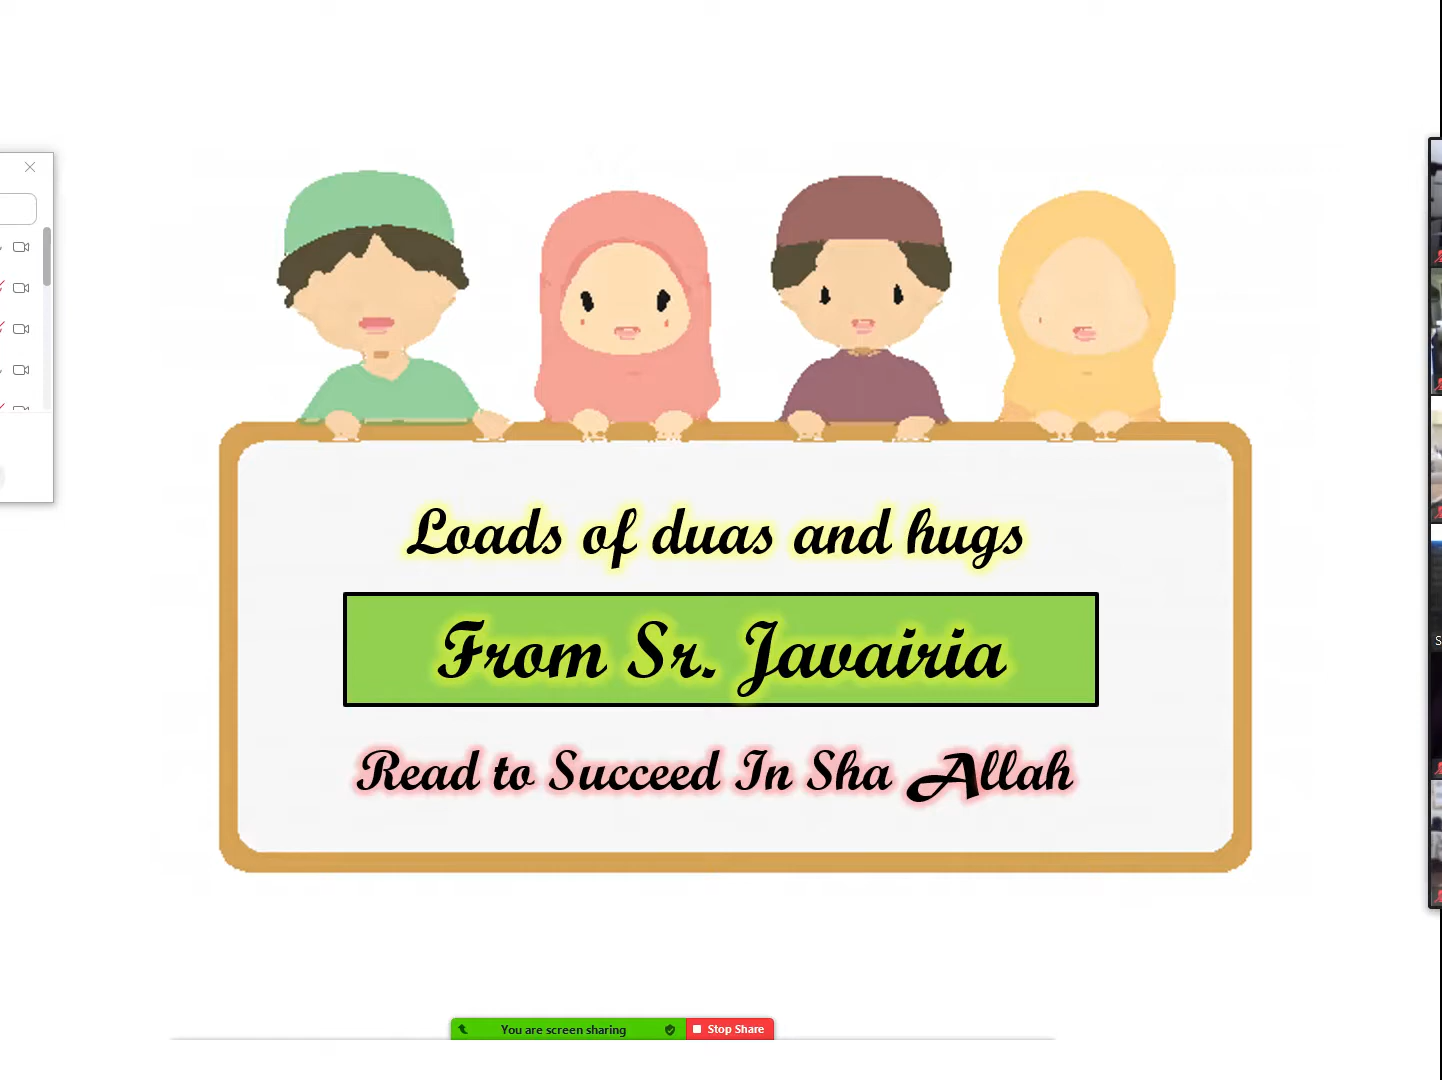 Loads of duas and hugs
From Sr. Javairia
Read to Succeed In Sha Allah
You are screen sharing
Stop Share